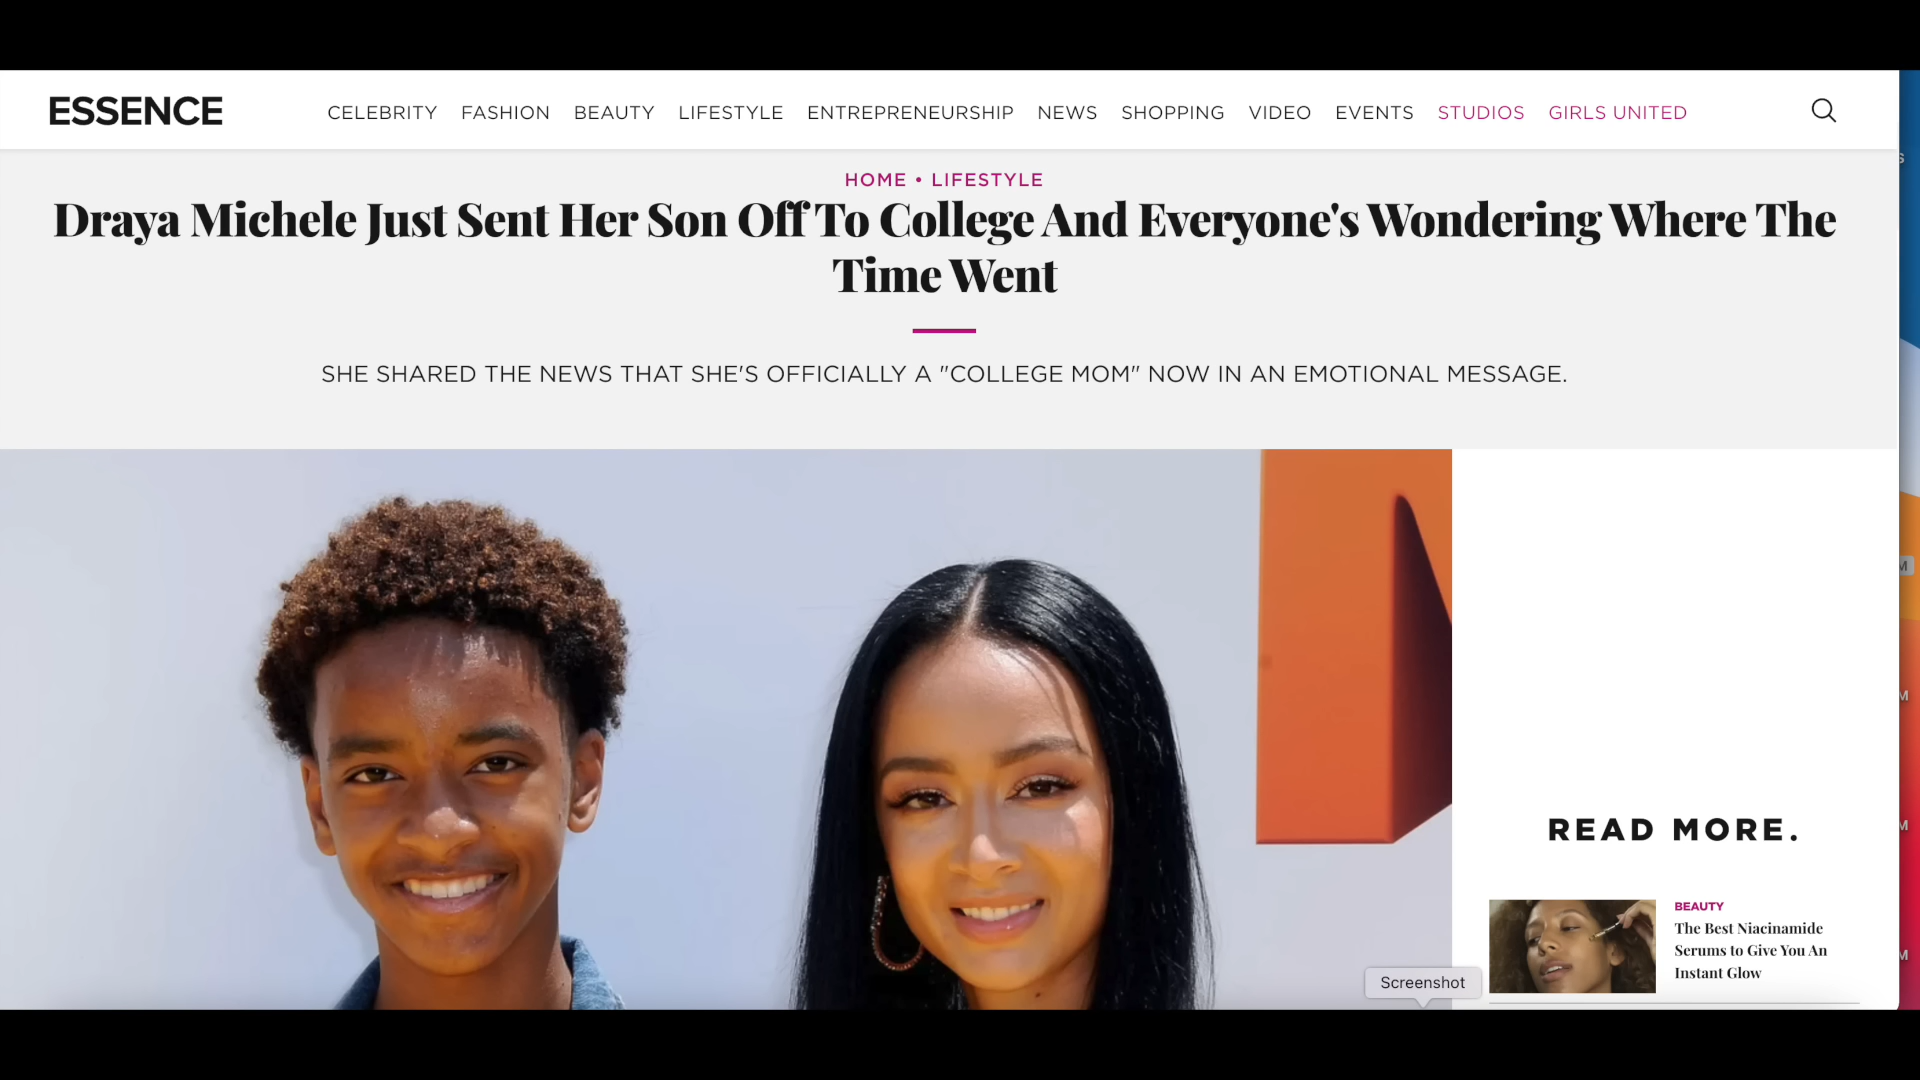 ESSENCE
CELEBRITY FASHION BEAUTY LIFESTYLE ENTREPRENEURSHIP NEWS SHOPPING VIDEO EVENTS STUDIOS GIRLS UNITED
HOME • LIFESTYLE
Draya Michele Just Sent Her Son Off To College And Everyone's Wondering Where The
Time Went
SHE SHARED THE NEWS THAT SHE'S OFFICIALLY A "COLLEGE MOM" NOW IN AN EMOTIONAL MESSAGE.
READ MORE.
BEAUTY
The Best Niacinamide
Serums to Give You An
Instant Glow
Screenshot